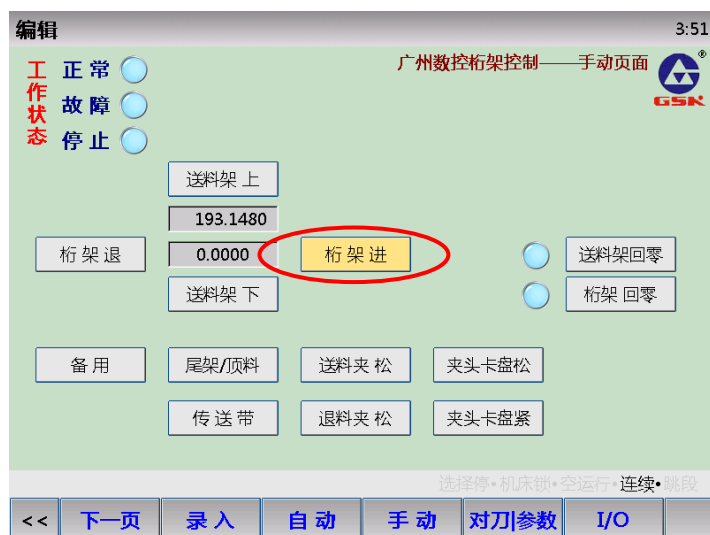 编辑 3:51
广州数控桁架控制——手动页面
工作状态
正常
故障
停止
GSK
®
送料架 上
193.1480
桁架退 0.0000 桁架进 送料架回零
送料架 下 桁架 回零
备用 尾架/顶料 送料夹 松 夹头卡盘松
传送带 退料夹 松 夹头卡盘紧
选择停•机床锁•空运行•连续•跳段
<< 下一页 录入 自动 手动 对刀|参数 I/O